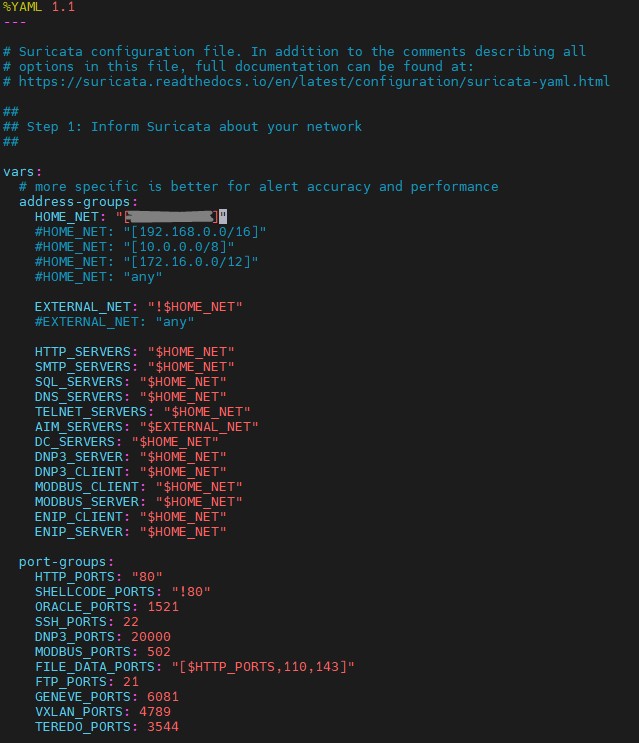 %YAML 1.1
---
# Suricata configuration file. In addition to the comments describing all
# options in this file, full documentation can be found at:
# https://suricata.readthedocs.io/en/latest/configuration/suricata-yaml.html
##
## Step 1: Inform Suricata about your network
##
vars:
# more specific is better for alert accuracy and performance
address-groups:
HOME_NET: "[]"
#HOME_NET: "[192.168.0.0/16]"
#HOME_NET: "[10.0.0.0/8]"
#HOME_NET: "[172.16.0.0/12]"
#HOME_NET: "any"
EXTERNAL_NET: "!$HOME_NET"
#EXTERNAL_NET: "any"
HTTP_SERVERS: "$HOME_NET"
SMTP_SERVERS: "$HOME_NET"
SQL_SERVERS: "$HOME_NET"
DNS_SERVERS: "$HOME_NET"
TELNET_SERVERS: "$HOME_NET"
AIM_SERVERS: "$EXTERNAL_NET"
DC_SERVERS: "$HOME_NET"
DNP3_SERVER: "$HOME_NET"
DNP3_CLIENT: "$HOME_NET"
MODBUS_CLIENT: "$HOME_NET"
MODBUS_SERVER: "$HOME_NET"
ENIP_CLIENT: "$HOME_NET"
ENIP_SERVER: "$HOME_NET"
port-groups:
HTTP_PORTS: "80"
SHELLCODE_PORTS: "!80"
ORACLE_PORTS: 1521
SSH_PORTS: 22
DNP3_PORTS: 20000
MODBUS_PORTS: 502
FILE_DATA_PORTS: "[$HTTP_PORTS,110,143]"
FTP_PORTS: 21
GENEVE_PORTS: 6081
VXLAN_PORTS: 4789
TEREDO_PORTS: 3544